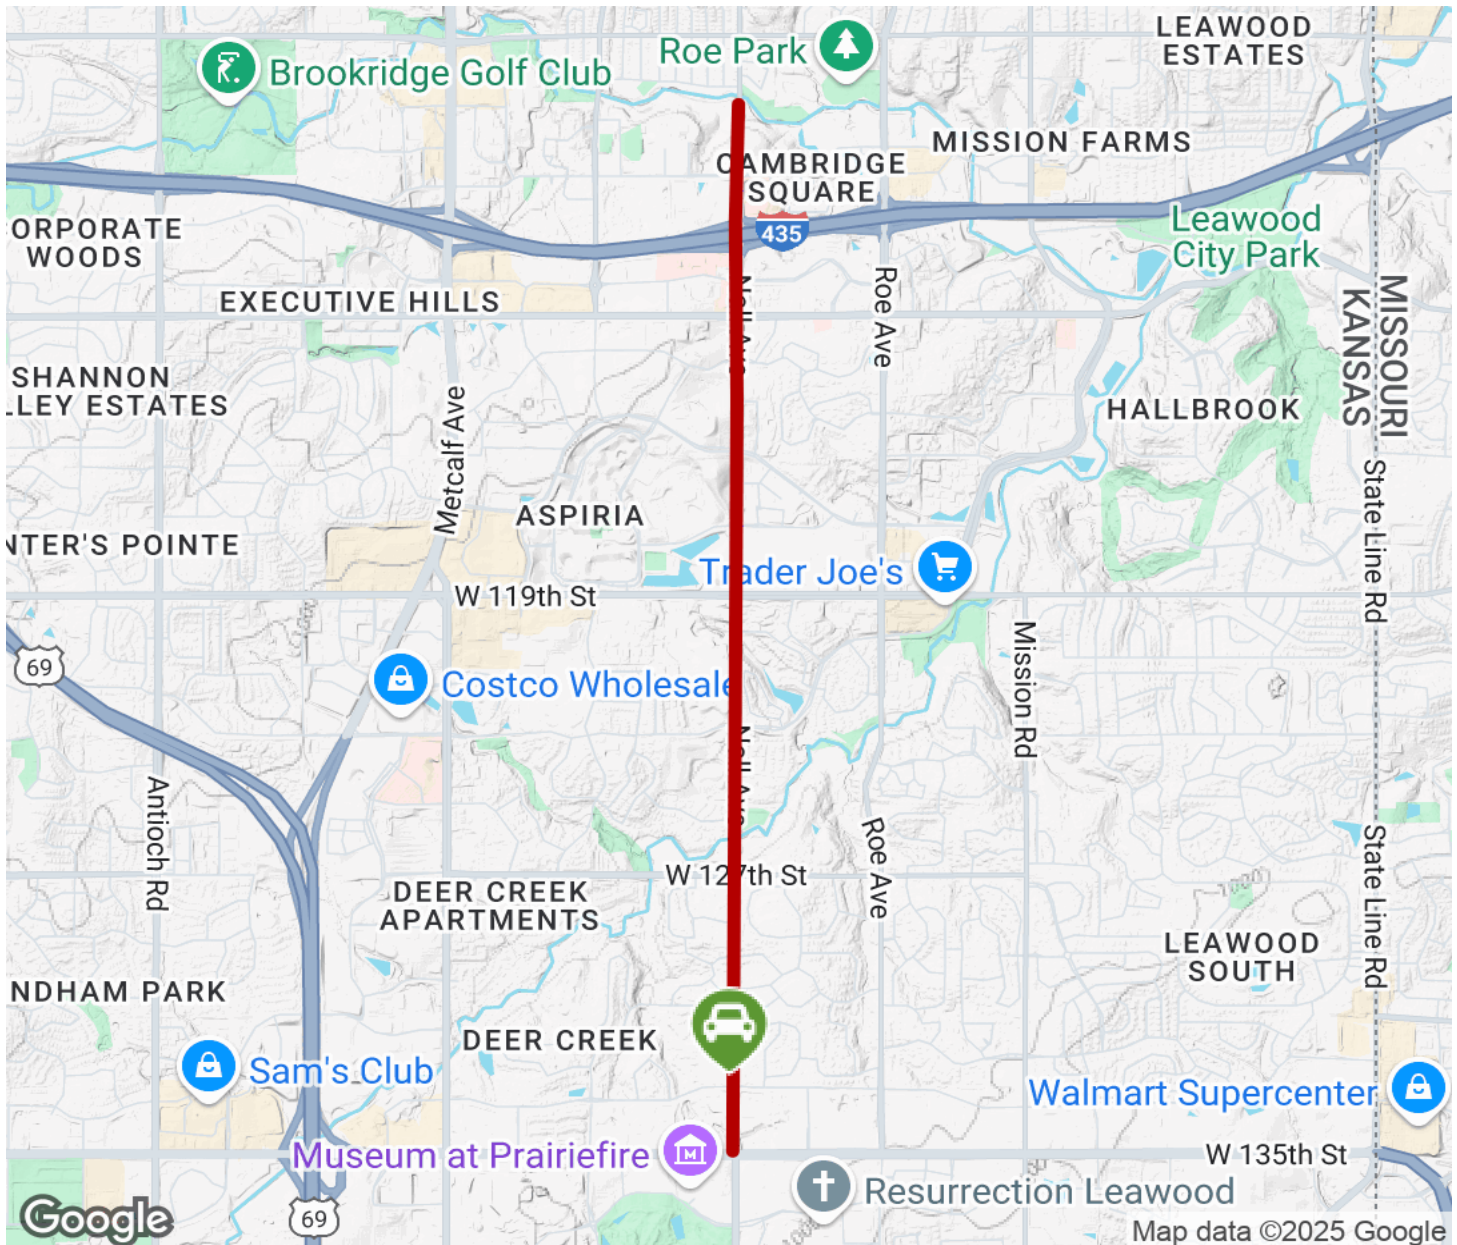 LEAWOOD
ESTATES
Roe Park
Brookridge Golf Club
MISSION FARMS
CAMBRIDGE
SQUARE
435
Leawood
City Park
ORPORATE
WOODS
EXECUTIVE HILLS
Roe Ave
MISSOURI
KANSAS
SHANNON
LLEY ESTATES
Metcalf Ave
HALLBROOK
State Line Rd
ASPIRIA
NTER'S POINTE
Trader Joe's
W 119th St
Mission Rd
69
Costco Wholesale
Antioch Rd
Roe Ave
State Line Rd
W 127th St
DEER CREEK
APARTMENTS
LEAWOOD
SOUTH
NDHAM PARK
DEER CREEK
Sam's Club
Walmart Supercenter
Museum at Prairiefire
W 135th St
Resurrection Leawood
69
Google
Map data ©2025 Google